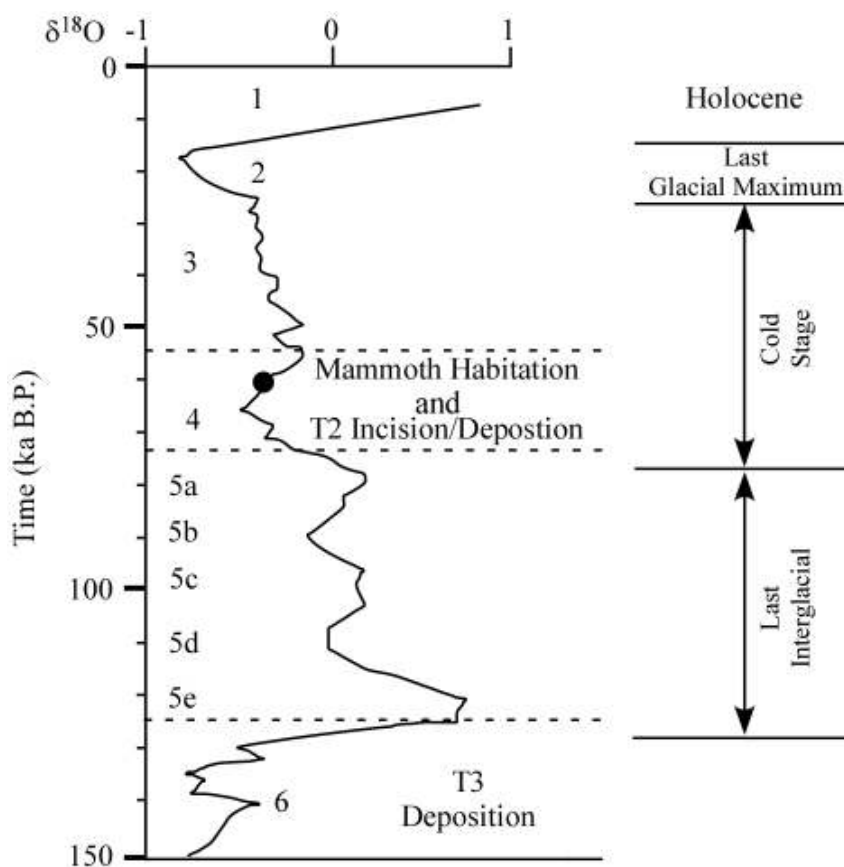 δ18O -1 0 1
0
1
Holocene
Last
Glacial Maximum
2
3
50
Cold
Stage
Mammoth Habitation
and
T2 Incision/Depostion
4
Time (ka B.P.)
5a
5b
100
5c
Last
Interglacial
5d
5e
6
T3
Deposition
150